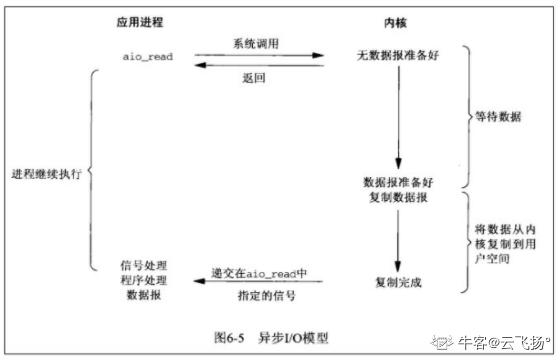 应用进程
内核
aio_read
系统调用
无数据报准备好
返回
等待数据
进程继续执行
数据报准备好
复制数据报
将数据从内
核复制到用
户空间
信号处理
程序处理
数据报
递交在aio_read中
指定的信号
复制完成
图6-5 异步I/O模型
牛客@云飞扬°